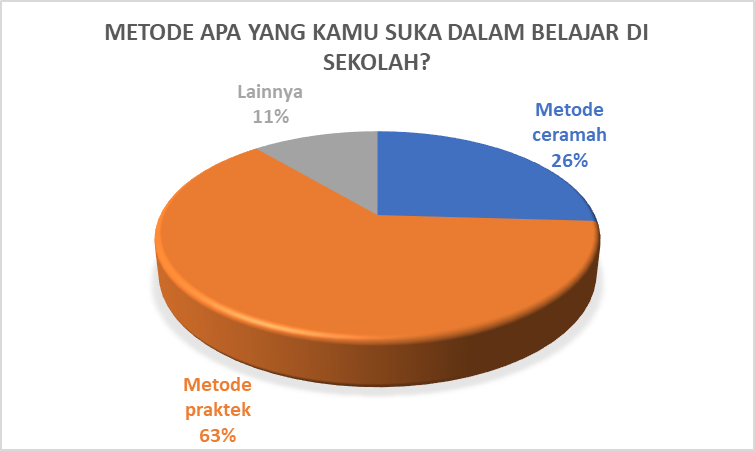 METODE APA YANG KAMU SUKA DALAM BELAJAR DI
SEKOLAH?
Lainnya
11%
Metode
ceramah
26%
Metode
praktek
63%